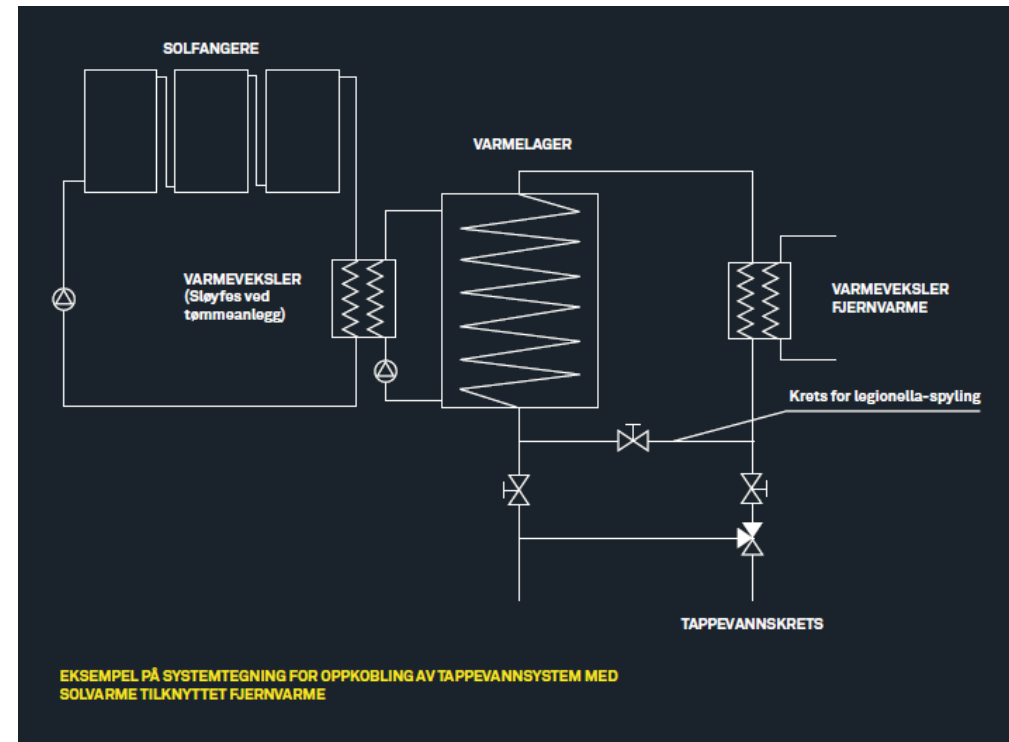 SOLFANGERE
VARMELAGER
VARMEVEKSLER
(Sløyfes ved
tømmeanlegg)
VARMEVEKSLER
FJERNVARME
Krets for legionella-spyling
TAPPEVANNSKRETS
EKSEMPEL PÅ SYSTEMTEGNING FOR OPPKOBLING AV TAPPEVANNSYSTEM MED
SOLVARME TILKNYTTET FJERNVARME